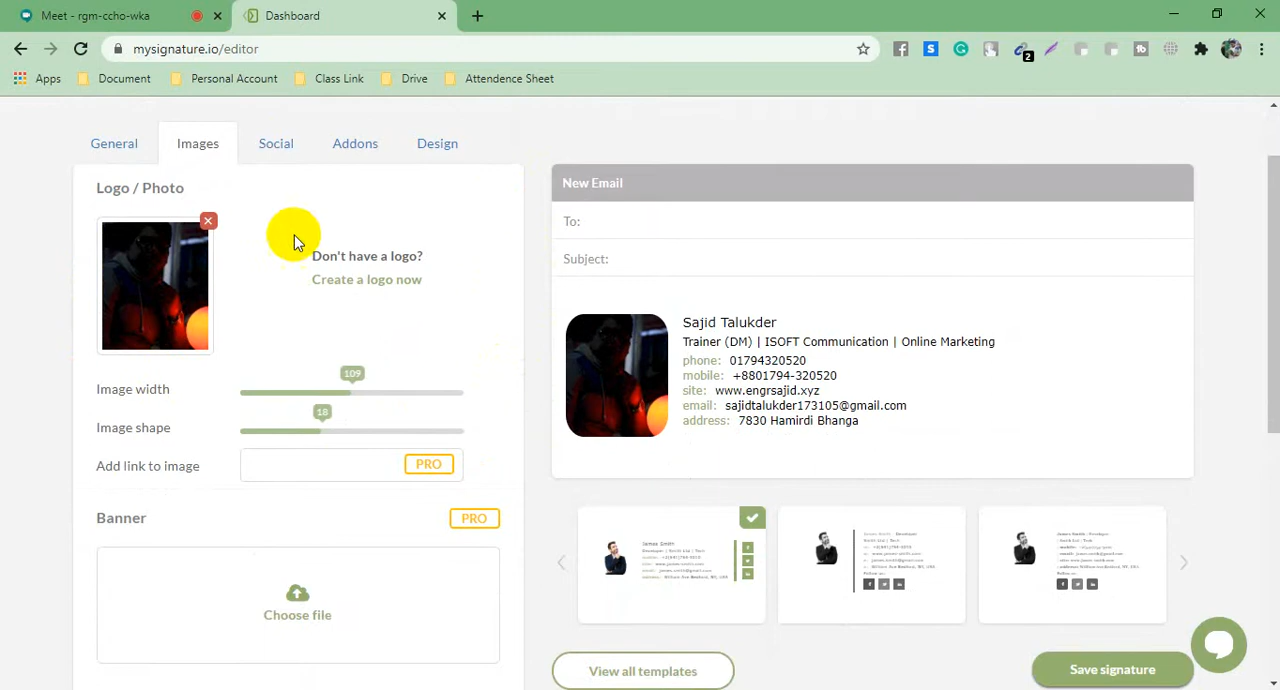 Meet - rgm-ccho-wka
Dashboard
mysignature.io/editor
2
Apps Document Personal Account Class Link Drive Attendence Sheet
General Images Social Addons Design
Logo / Photo
Don't have a logo?
Create a logo now
Image width 109
Image shape 18
Add link to image PRO
Banner PRO
Choose file
New Email
To:
Subject:
Sajid Talukder
Trainer (DM) | ISOFT Communication | Online Marketing
phone: 01794320520
mobile: +8801794-320520
site: www.engrsajid.xyz
email: sajidtalukder173105@gmail.com
address: 7830 Hamirdi Bhanga
James Smith
View all templates
Save signature